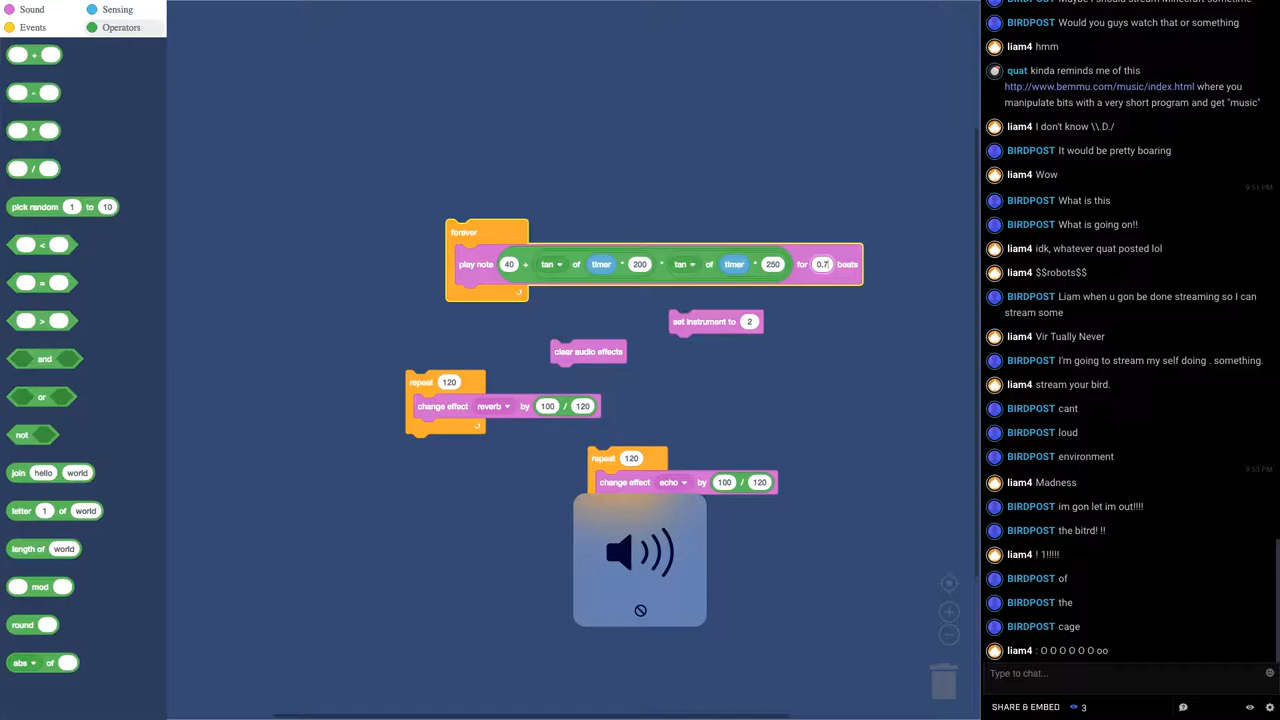 Sound
Sensing
Events
Operators
+
-
*
/
pick random 1 to 10
<
=
>
and
or
not
join hello world
letter 1 of world
length of world
mod
round
abs of
forever
play note 40 + tan of timer * 200 * tan of timer * 250 for 0.7 beats
set instrument to 2
clear audio effects
repeat 120
change effect reverb by 100 / 120
repeat 120
change effect echo by 100 / 120
BIRDPOST Would you guys watch that or something
liam4 hmm
quat kinda reminds me of this
http://www.bemmu.com/music/index.html where you
manipulate bits with a very short program and get "music"
liam4 I don't know \\.D./
BIRDPOST It would be pretty boaring
liam4 Wow
9:51 PM
BIRDPOST What is this
BIRDPOST What is going on!!
liam4 idk, whatever quat posted lol
liam4 $$robots$$
BIRDPOST Liam when u gon be done streaming so I can
stream some
liam4 Vir Tually Never
BIRDPOST I'm going to stream my self doing . something.
liam4 stream your bird.
BIRDPOST cant
BIRDPOST loud
BIRDPOST environment
9:53 PM
liam4 Madness
BIRDPOST im gon let im out!!!!
BIRDPOST the bitrd! !!
liam4 ! 1!!!!!
BIRDPOST of
BIRDPOST the
BIRDPOST cage
liam4 : O O O O O O oo
Type to chat...
SHARE & EMBED 3